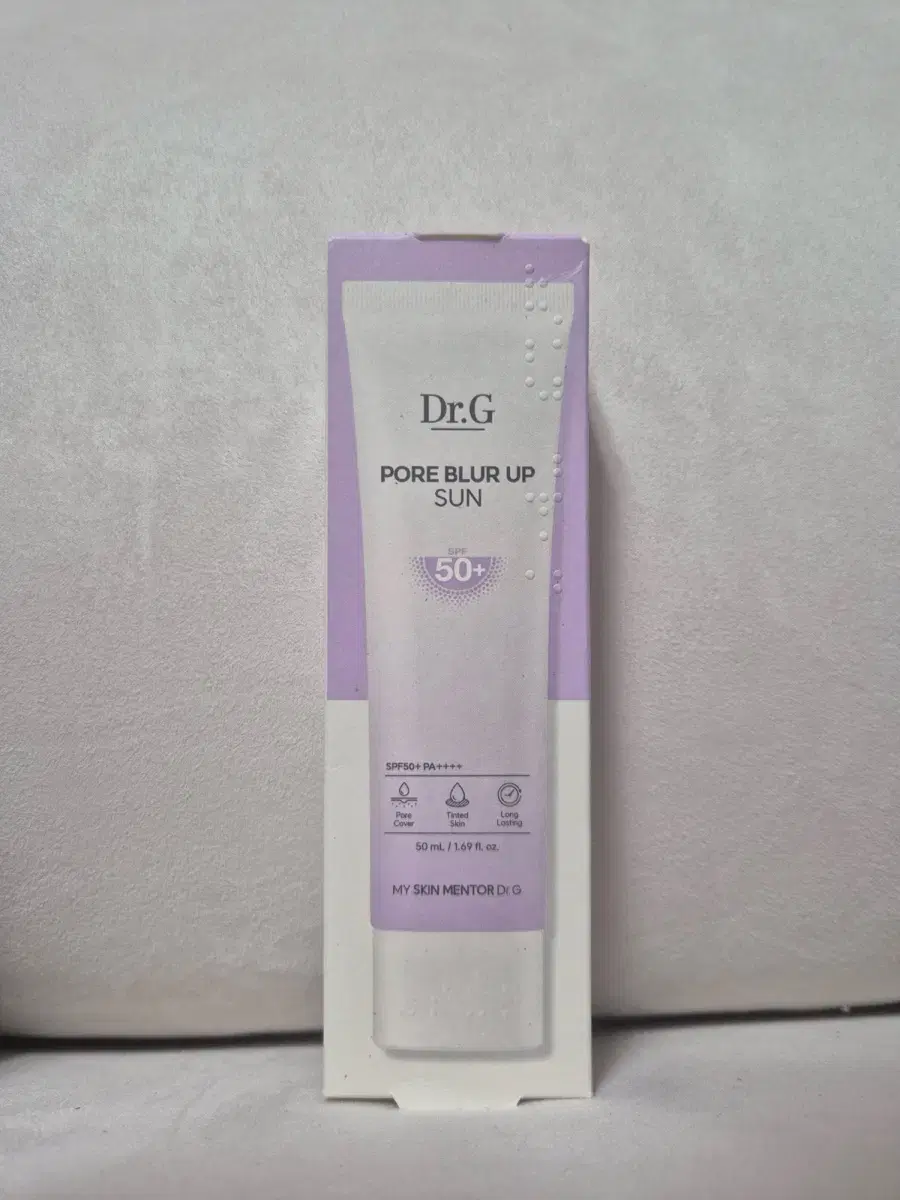 Dr.G
PORE BLUR UP
SUN
SPF
50+
SPF50+ PA++++
Pore
Cover
Tinted
Skin
Long
Lasting
50 mL / 1.69 fl. oz.
MY SKIN MENTOR Dr.G